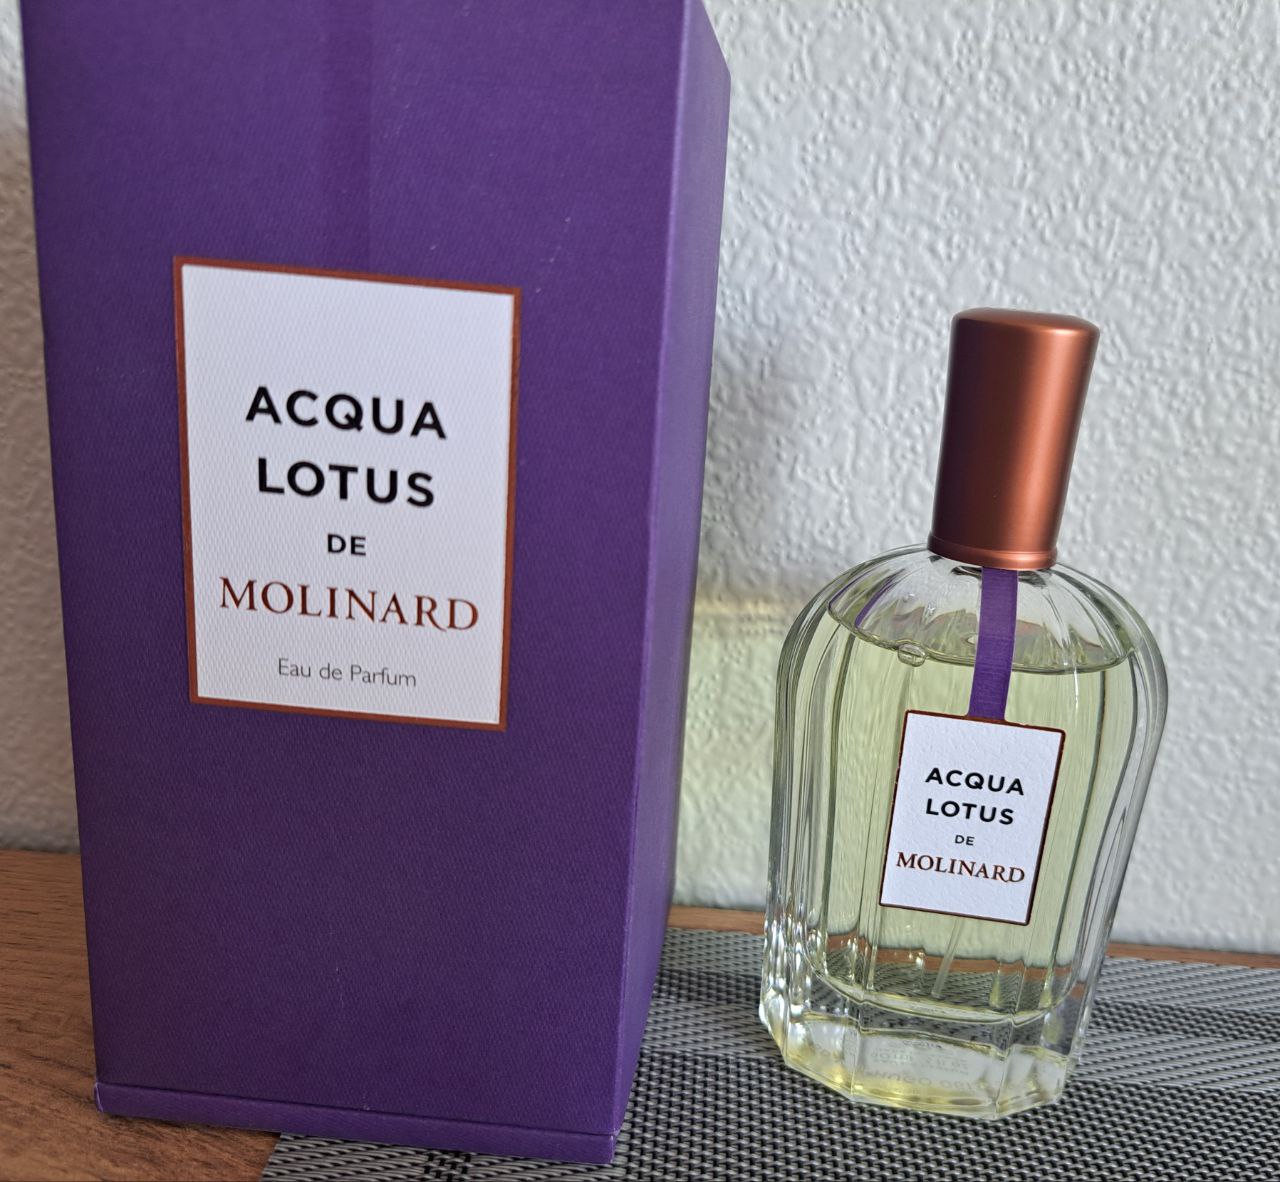 ACQUA
LOTUS
DE
MOLINARD
Eau de Parfum
ACQUA
LOTUS
DE
MOLINARD